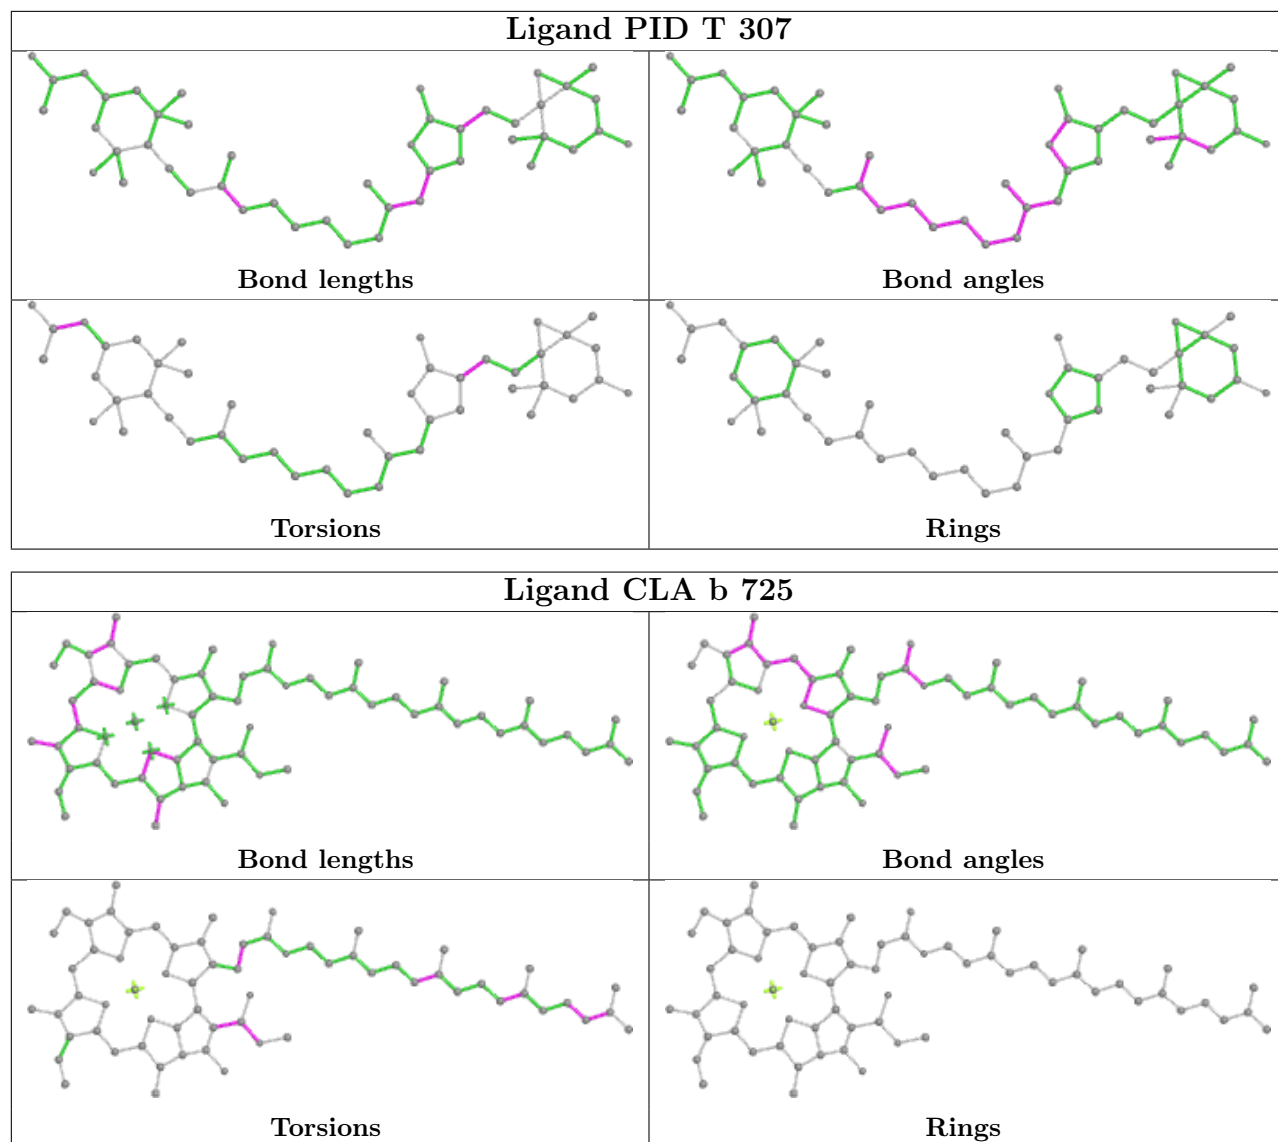 Ligand PID T 307
Bond lengths
Bond angles
Torsions
Rings
Ligand CLA b 725
Bond lengths
Bond angles
Torsions
Rings